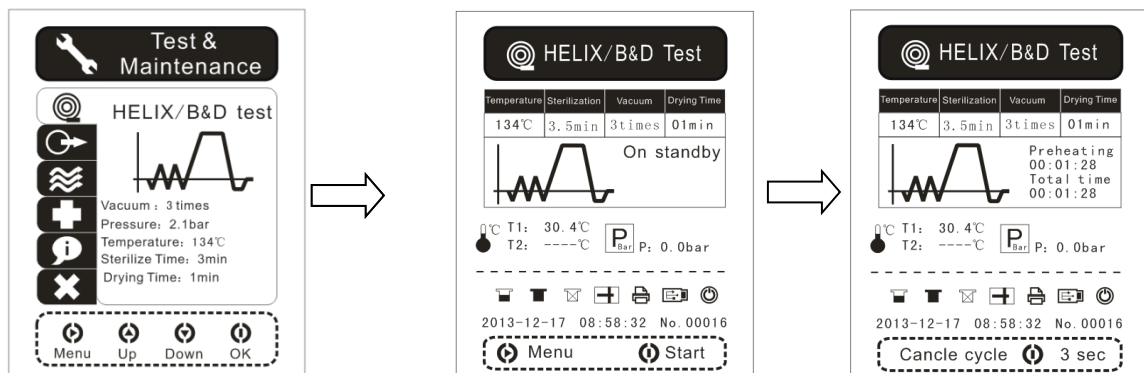 Test &
Maintenance
HELIX/B&D test
Vacuum : 3 times
Pressure: 2.1bar
Temperature: 134℃
Sterilize Time: 3min
Drying Time: 1min
Menu Up Down OK
HELIX/B&D Test
Temperature Sterilization Vacuum Drying Time
134℃ 3.5min 3times 01min
On standby
℃ T1: 30.4℃
T2: ----℃ P Bar P: 0.0bar
2013-12-17 08:58:32 No.00016
Menu Start
HELIX/B&D Test
Temperature Sterilization Vacuum Drying Time
134℃ 3.5min 3times 01min
Preheating
00:01:28
Total time
00:01:28
℃ T1: 30.4℃
T2: ----℃ P Bar P: 0.0bar
2013-12-17 08:58:32 No.00016
Cancle cycle 3 sec